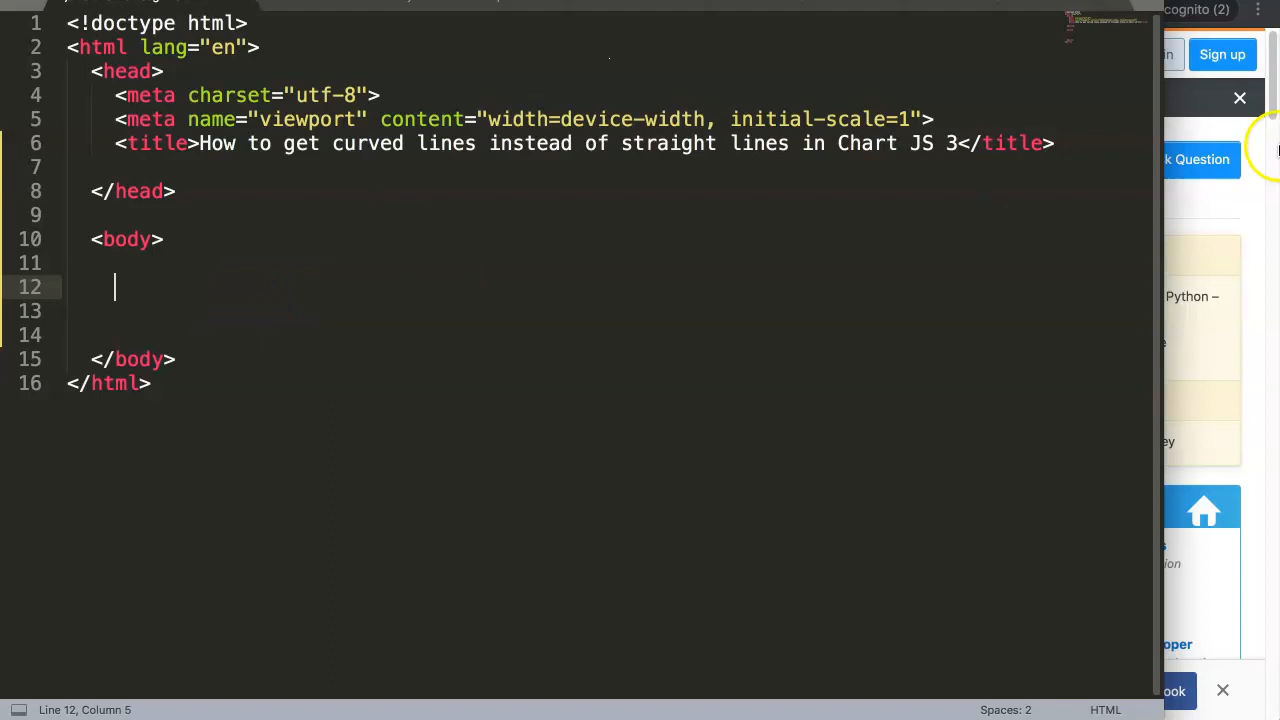 1 <!doctype html>
2 <html lang="en">
3 <head>
4 <meta charset="utf-8">
5 <meta name="viewport" content="width=device-width, initial-scale=1">
6 <title>How to get curved lines instead of straight lines in Chart JS 3</title>
7
8 </head>
9
10 <body>
11
12
13
14
15 </body>
16 </html>
Line 12, Column 5
Spaces: 2
HTML
cognito (2)
in
Sign up
k Question
Python –
e
ey
s
ion
oper
ook